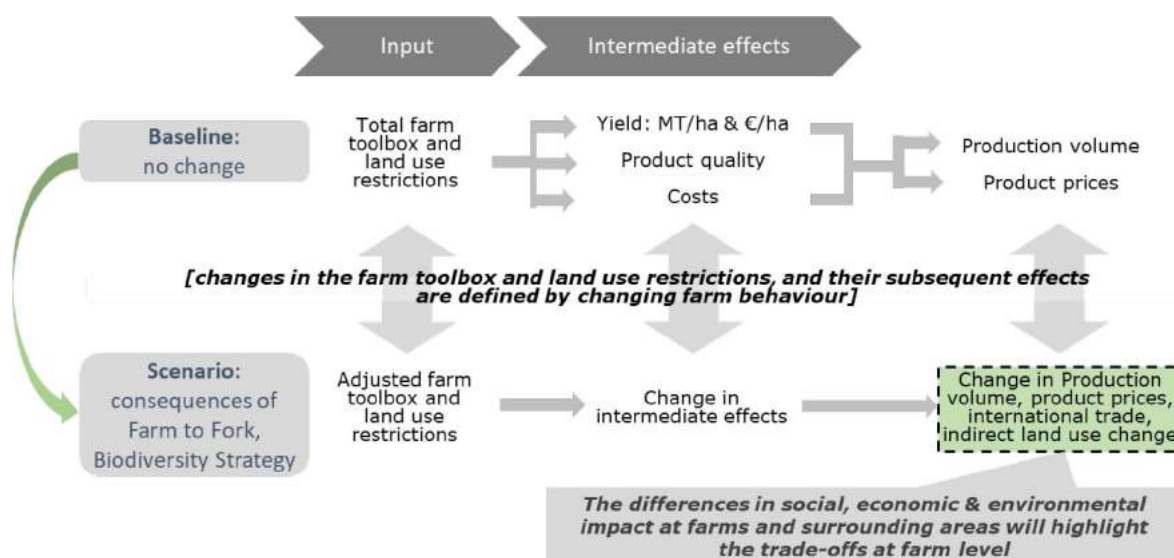 Input
Intermediate effects
Baseline:
no change
Total farm
toolbox and
land use
restrictions
Yield: MT/ha & €/ha
Product quality
Costs
Production volume
Product prices
[changes in the farm toolbox and land use restrictions, and their subsequent effects
are defined by changing farm behaviour]
Scenario:
consequences of
Farm to Fork,
Biodiversity Strategy
Adjusted farm
toolbox and
land use
restrictions
Change in
intermediate effects
Change in Production
volume, product prices,
international trade,
indirect land use change
The differences in social, economic & environmental
impact at farms and surrounding areas will highlight
the trade-offs at farm level